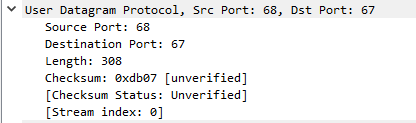 User Datagram Protocol, Src Port: 68, Dst Port: 67
Source Port: 68
Destination Port: 67
Length: 308
Checksum: 0xdb07 [unverified]
[Checksum Status: Unverified]
[Stream index: 0]